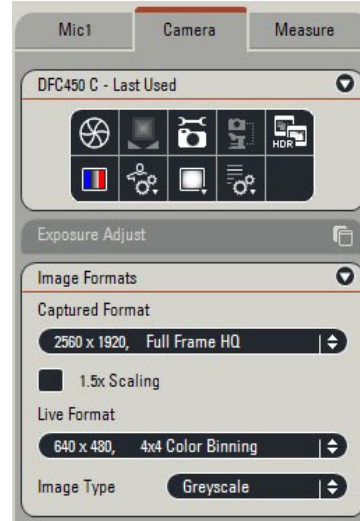 Mic1 Camera Measure
DFC450 C - Last Used
HDR
Exposure Adjust
Image Formats
Captured Format
2560 x 1920, Full Frame HQ
1.5x Scaling
Live Format
640 x 480, 4x4 Color Binning
Image Type Greyscale